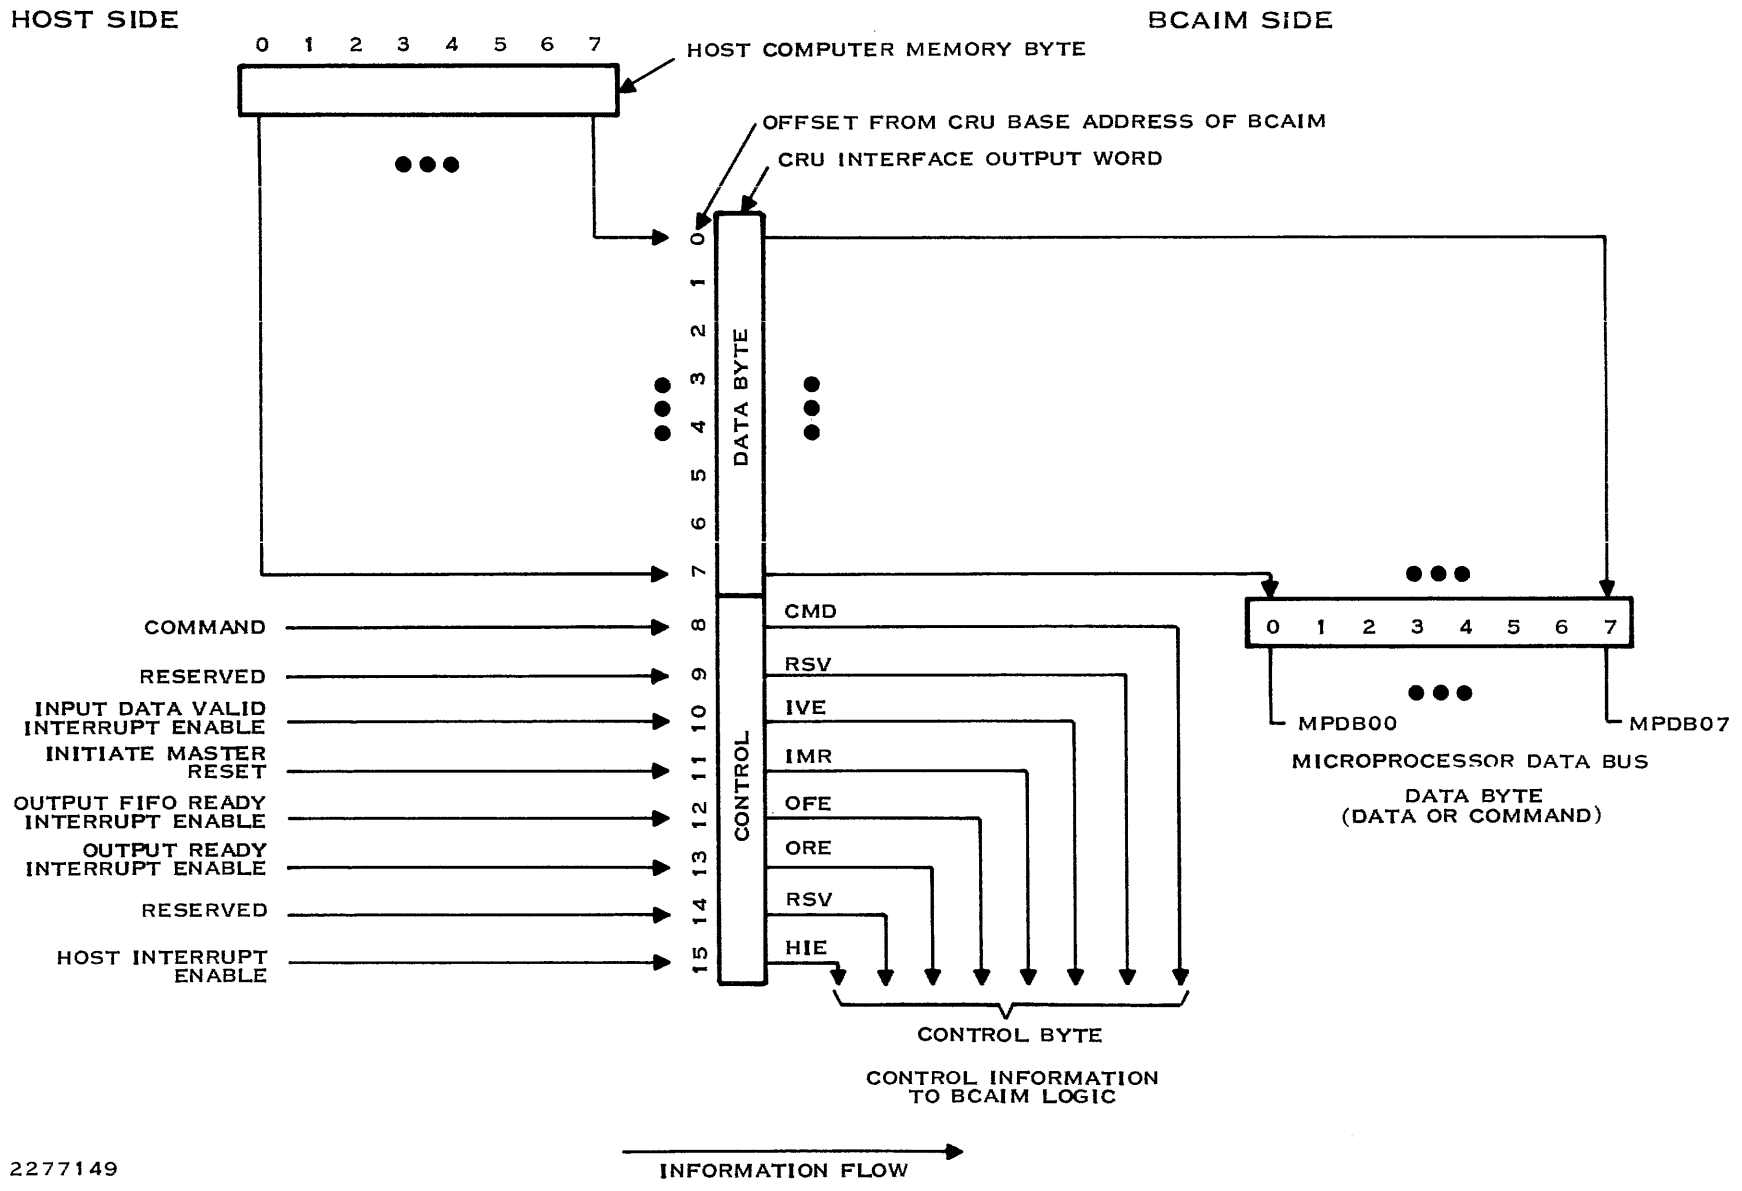 HOST SIDE
BCAIM SIDE
0 1 2 3 4 5 6 7
HOST COMPUTER MEMORY BYTE
OFFSET FROM CRU BASE ADDRESS OF BCAIM
CRU INTERFACE OUTPUT WORD
0
1
2
3
4
5
6
7
DATA BYTE
8
9
10
11
12
13
14
15
CONTROL
COMMAND
RESERVED
INPUT DATA VALID
INTERRUPT ENABLE
INITIATE MASTER
RESET
OUTPUT FIFO READY
INTERRUPT ENABLE
OUTPUT READY
INTERRUPT ENABLE
RESERVED
HOST INTERRUPT
ENABLE
CMD
RSV
IVE
IMR
OFE
ORE
RSV
HIE
0 1 2 3 4 5 6 7
MPDB00
MPDB07
MICROPROCESSOR DATA BUS
DATA BYTE
(DATA OR COMMAND)
CONTROL BYTE
CONTROL INFORMATION
TO BCAIM LOGIC
2277149
INFORMATION FLOW